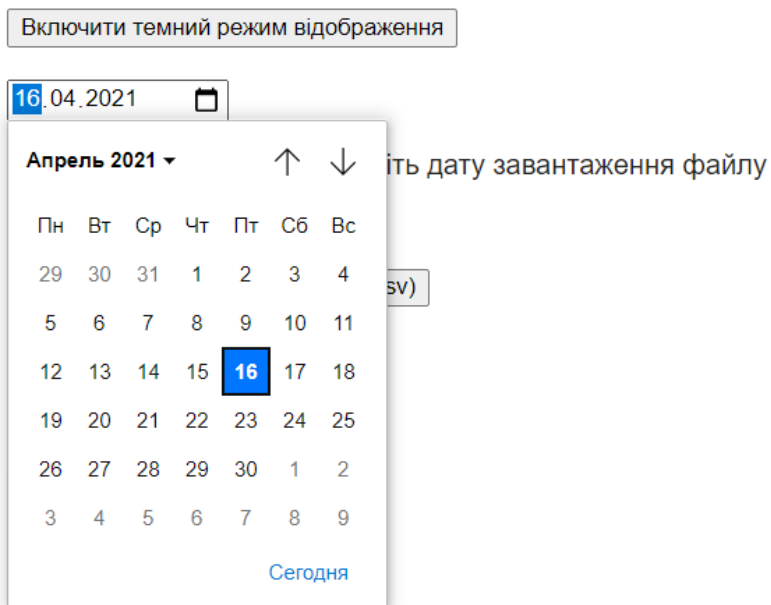 Включити темний режим відображення
16.04.2021
Апрель 2021
іть дату завантаження файлу
Пн Вт Ср Чт Пт Сб Вс
29 30 31 1 2 3 4
sv)
5 6 7 8 9 10 11
12 13 14 15 16 17 18
19 20 21 22 23 24 25
26 27 28 29 30 1 2
3 4 5 6 7 8 9
Сегодня